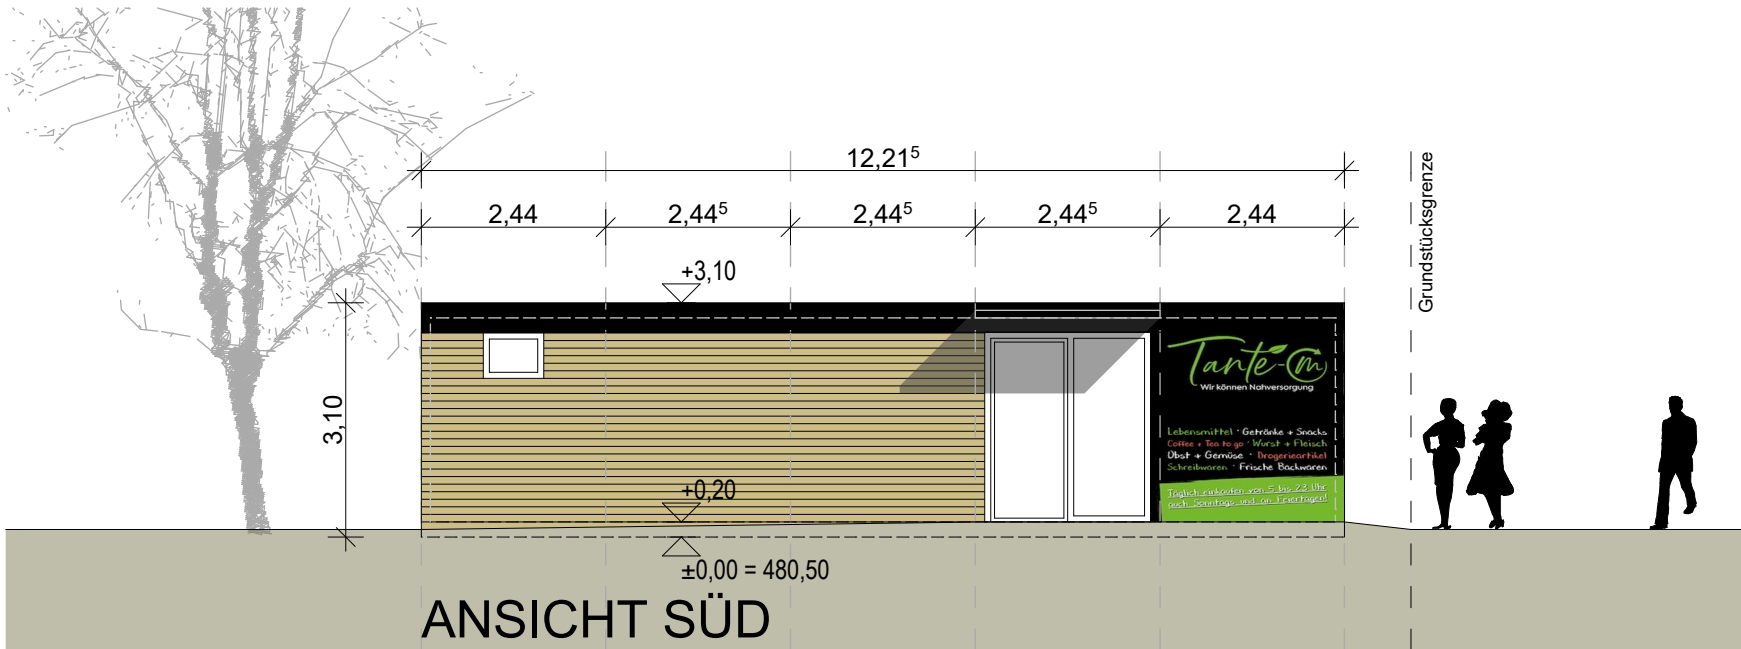 12,21⁵
2,44 2,44⁵ 2,44⁵ 2,44⁵ 2,44
Grundstücksgrenze
+3,10
3,10
Tante-m
Wir können Nahversorgung
Lebensmittel · Getränke + Snacks
Coffee + Tea to go · Wurst + Fleisch
Obst + Gemüse · Drogerieartikel
Schreibwaren · Frische Backwaren
Täglich einkaufen von 5 bis 23 Uhr
auch Sonntags und an Feiertagen!
+0,20
±0,00 = 480,50
ANSICHT SÜD